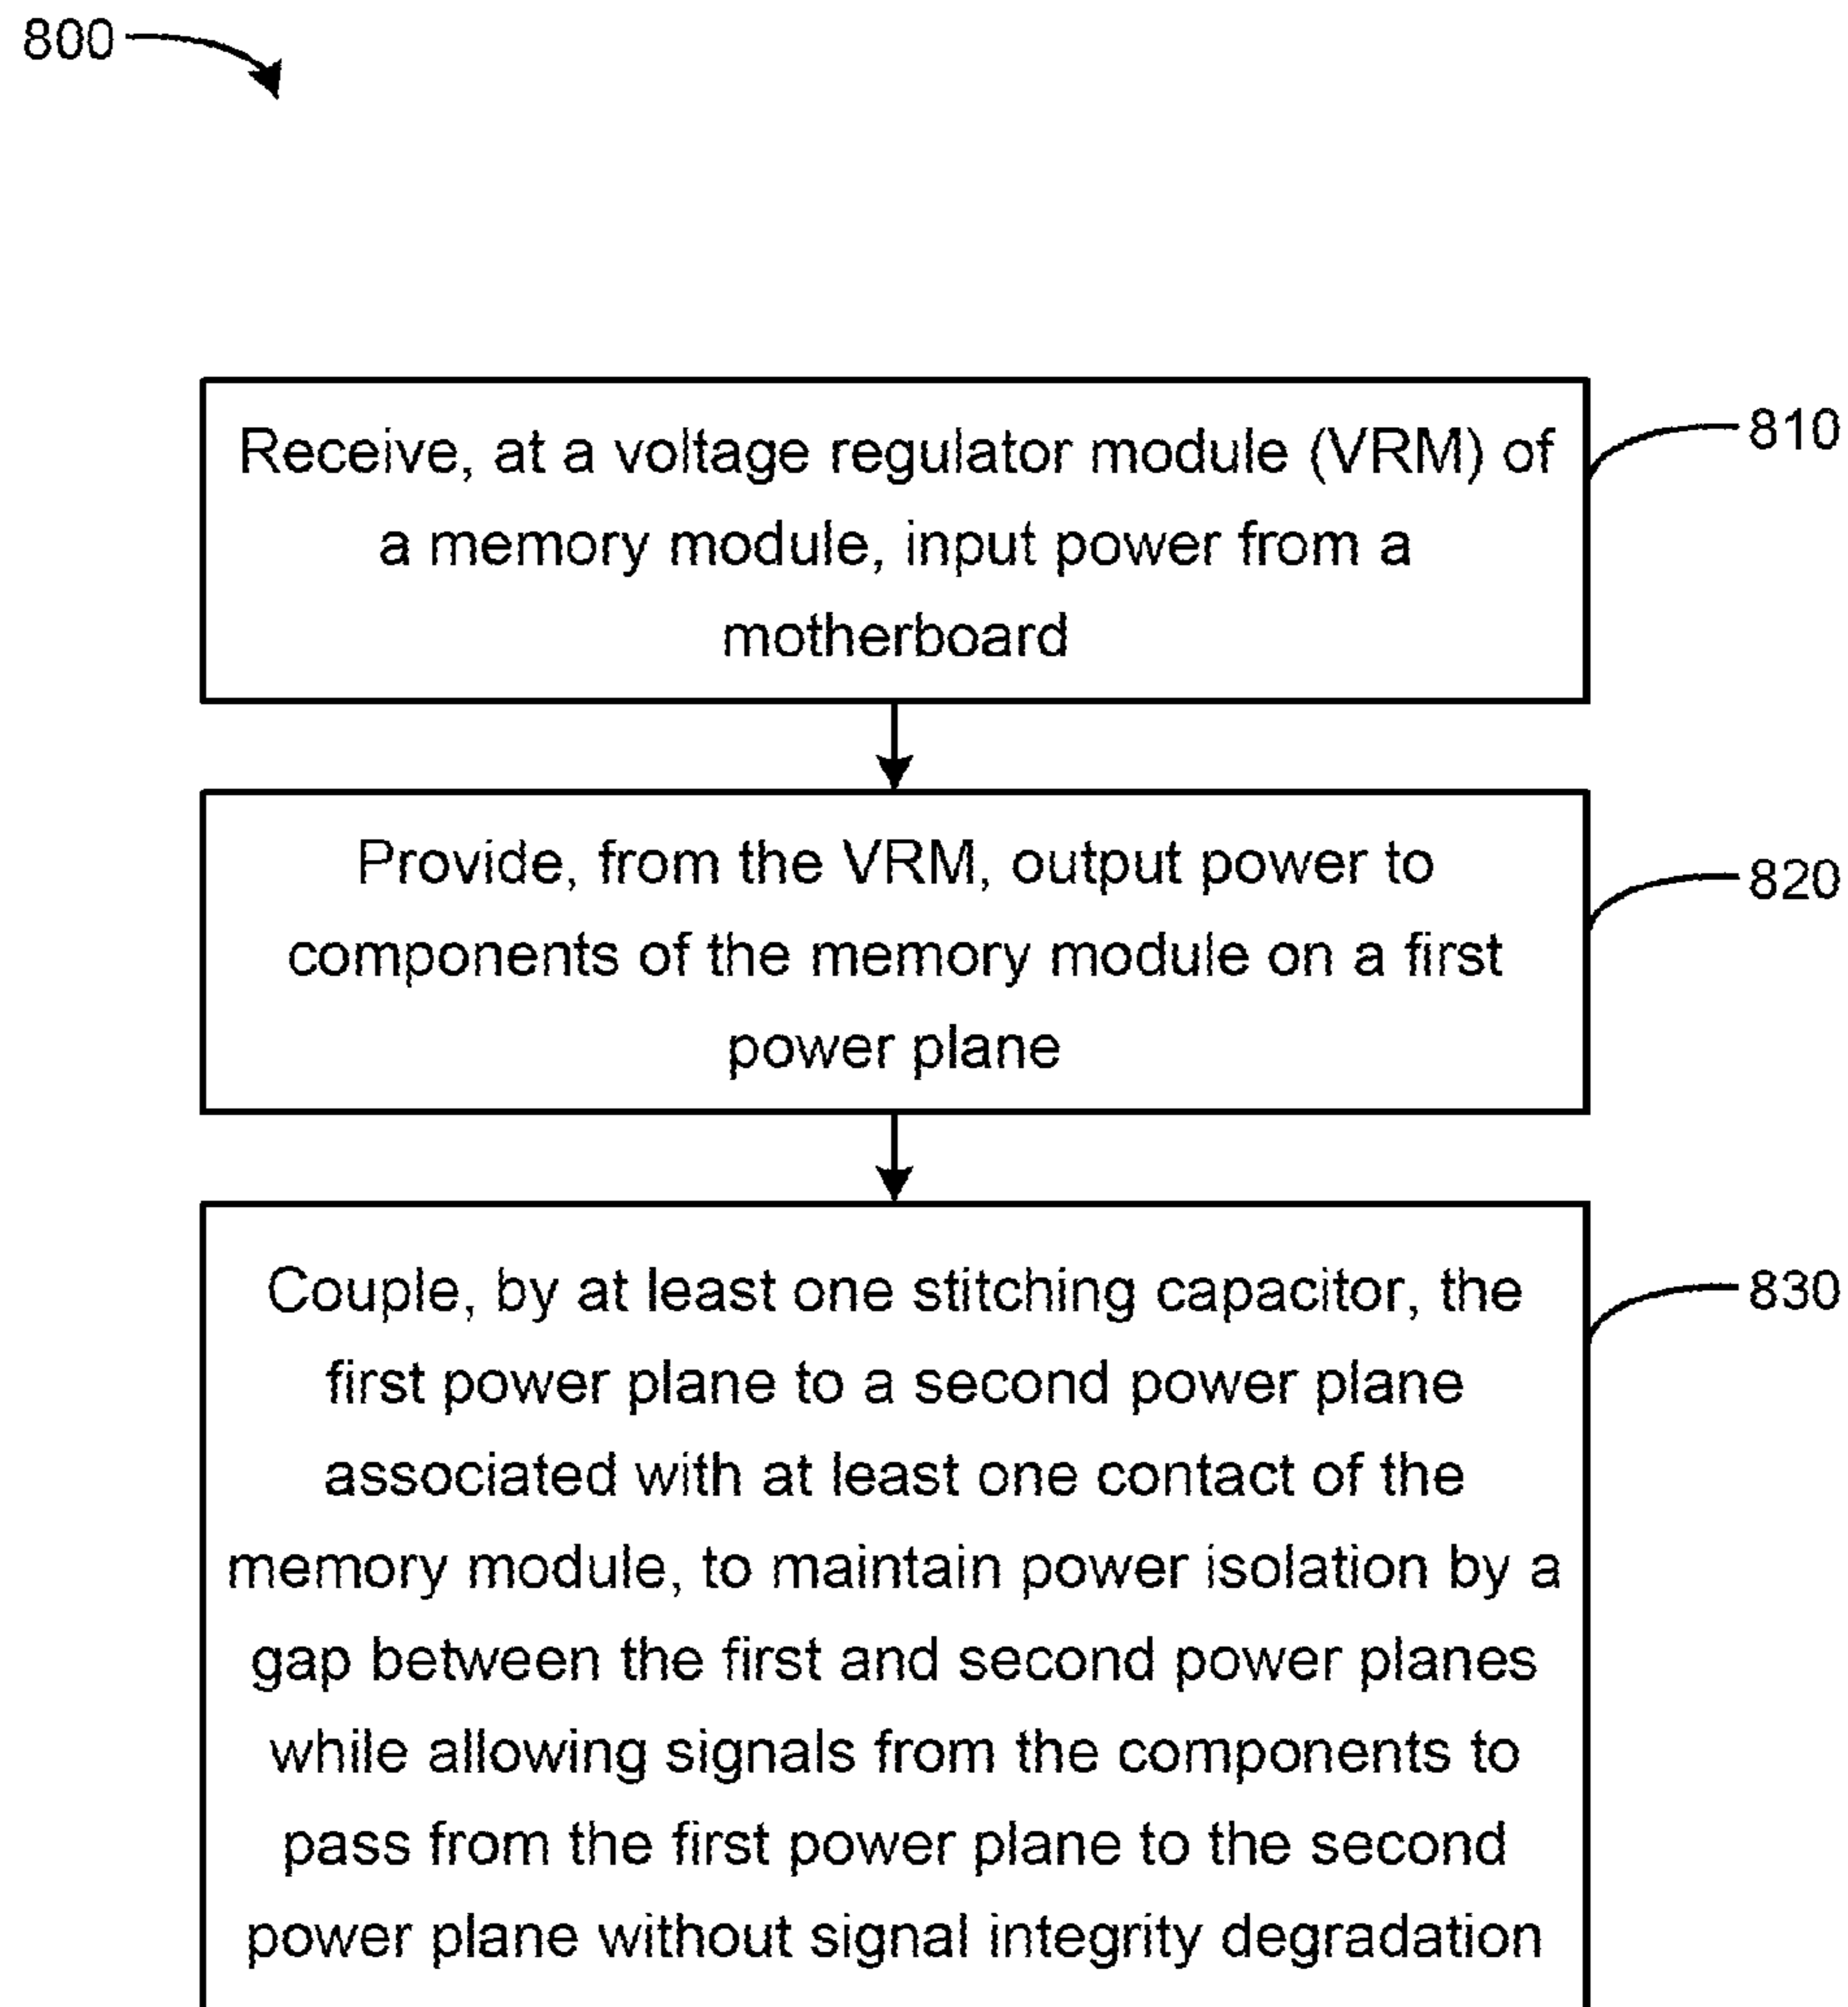 800
Receive, at a voltage regulator module (VRM) of
a memory module, input power from a
motherboard
810
Provide, from the VRM, output power to
components of the memory module on a first
power plane
820
Couple, by at least one stitching capacitor, the
first power plane to a second power plane
associated with at least one contact of the
memory module, to maintain power isolation by a
gap between the first and second power planes
while allowing signals from the components to
pass from the first power plane to the second
power plane without signal integrity degradation
830